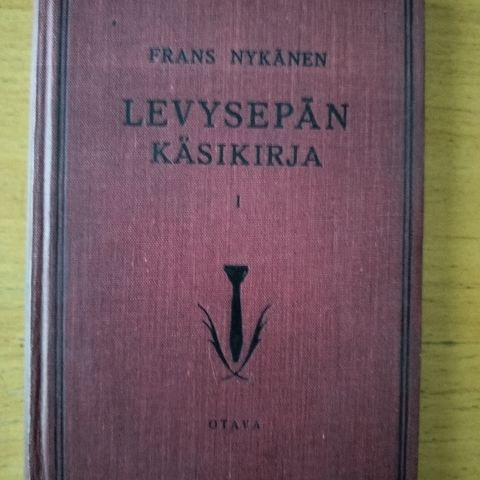 FRANS NYKÄNEN
LEVYSEPÄN
KÄSIKIRJA
I
OTAVA